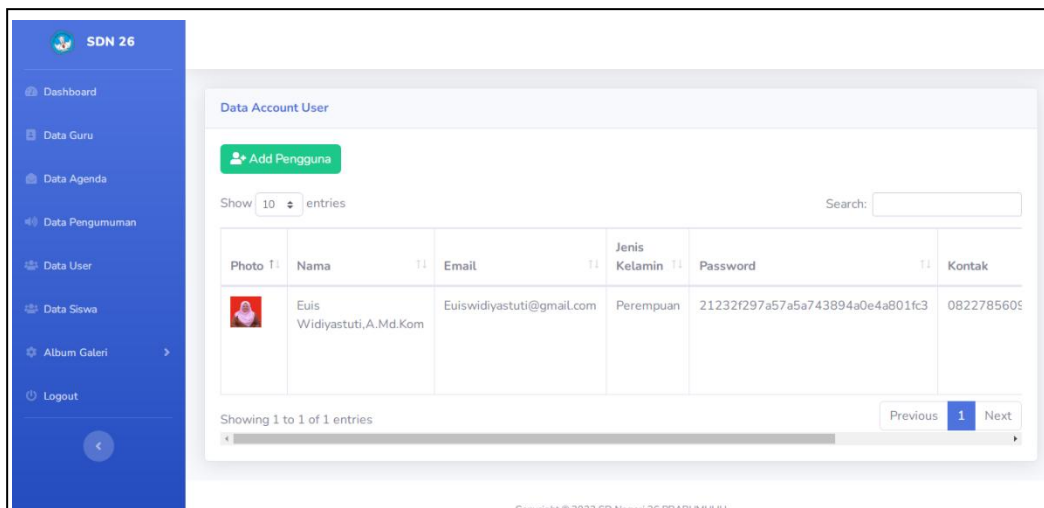 SDN 26
Dashboard
Data Guru
Data Agenda
Data Pengumuman
Data User
Data Siswa
Album Galeri
Logout
Data Account User
Add Pengguna
Show 10 entries
Search:
Photo Nama Email Jenis Kelamin Password Kontak
Euis Widiyastuti,A.Md.Kom Euiswidiyastuti@gmail.com Perempuan 21232f297a57a5a743894a0e4a801fc3 082278560
Showing 1 to 1 of 1 entries
Previous 1 Next